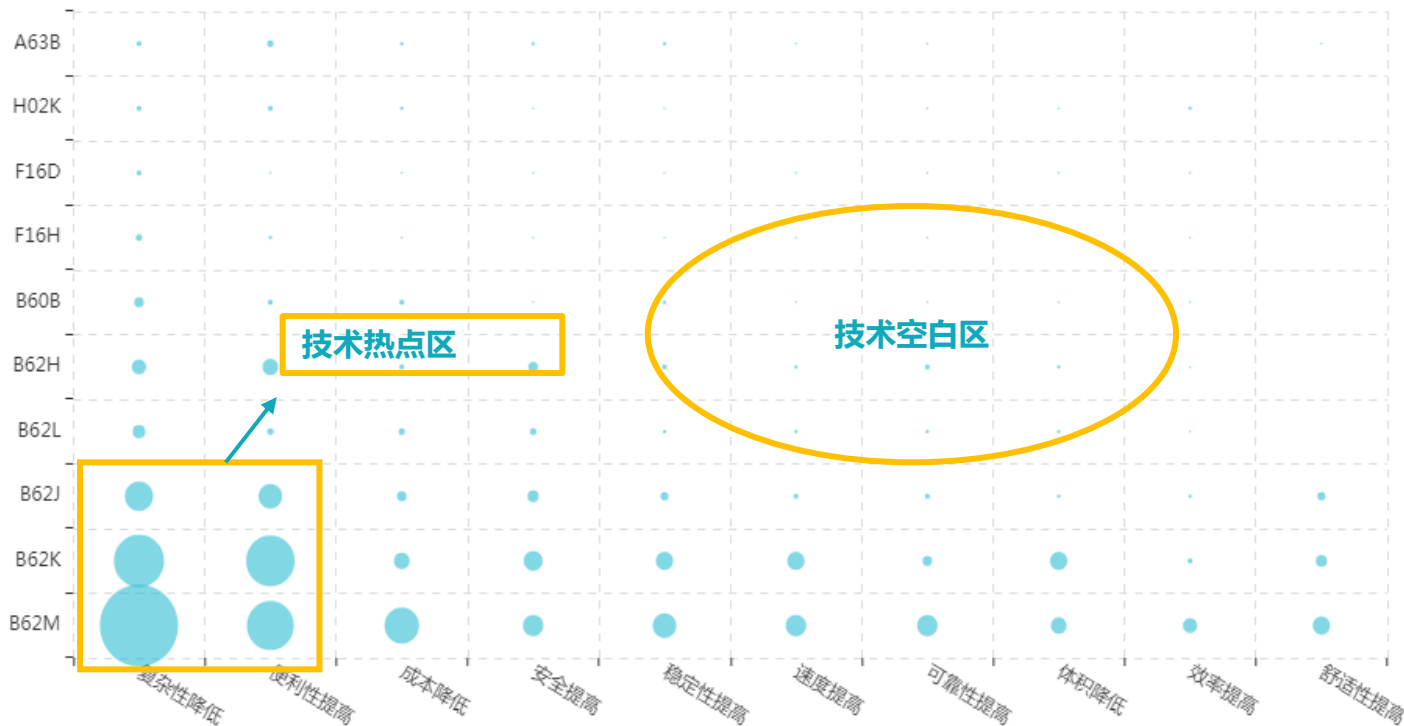 A63B
H02K
F16D
F16H
B60B
技术热点区
技术空白区
B62H
B62L
B62J
B62K
B62M
复杂性降低
便利性提高
成本降低
安全提高
稳定性提高
速度提高
可靠性提高
体积降低
效率提高
舒适性提高